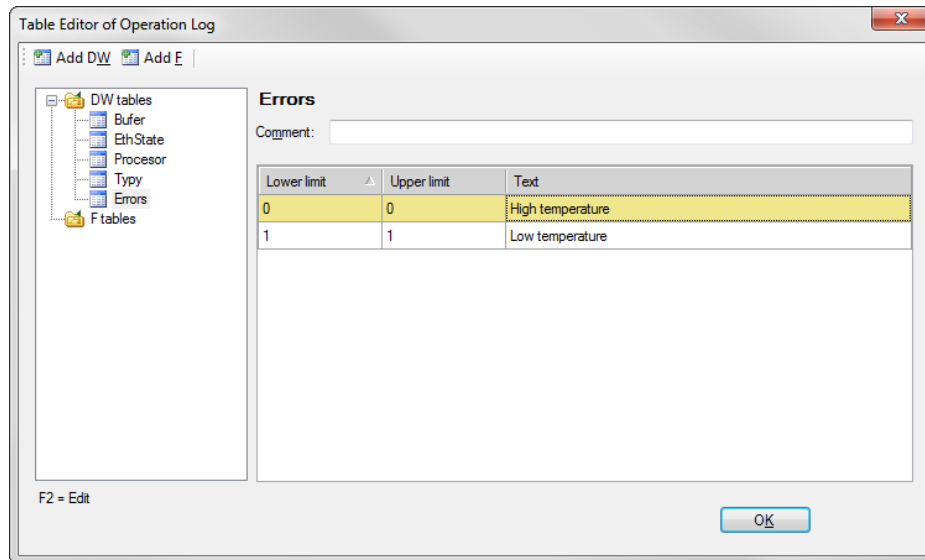 Table Editor of Operation Log
Add DW Add F
DW tables
Bufer
EthState
Procesor
Typy
Errors
F tables
F2 = Edit
Errors
Comment:
Lower limit Upper limit Text
0 0 High temperature
1 1 Low temperature
OK